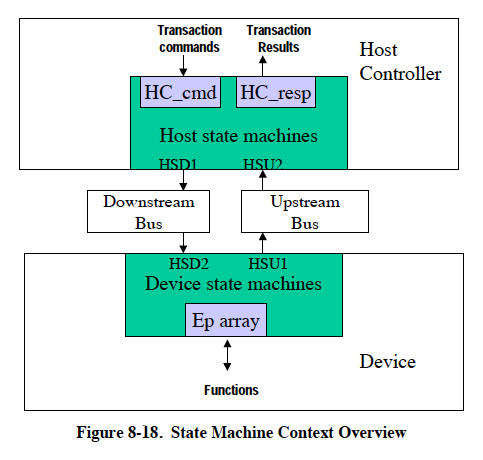 Transaction commands
Transaction Results
Host Controller
HC_cmd
HC_resp
Host state machines
HSD1
HSU2
Downstream Bus
Upstream Bus
HSD2
HSU1
Device state machines
Ep array
Device
Functions
Figure 8-18. State Machine Context Overview